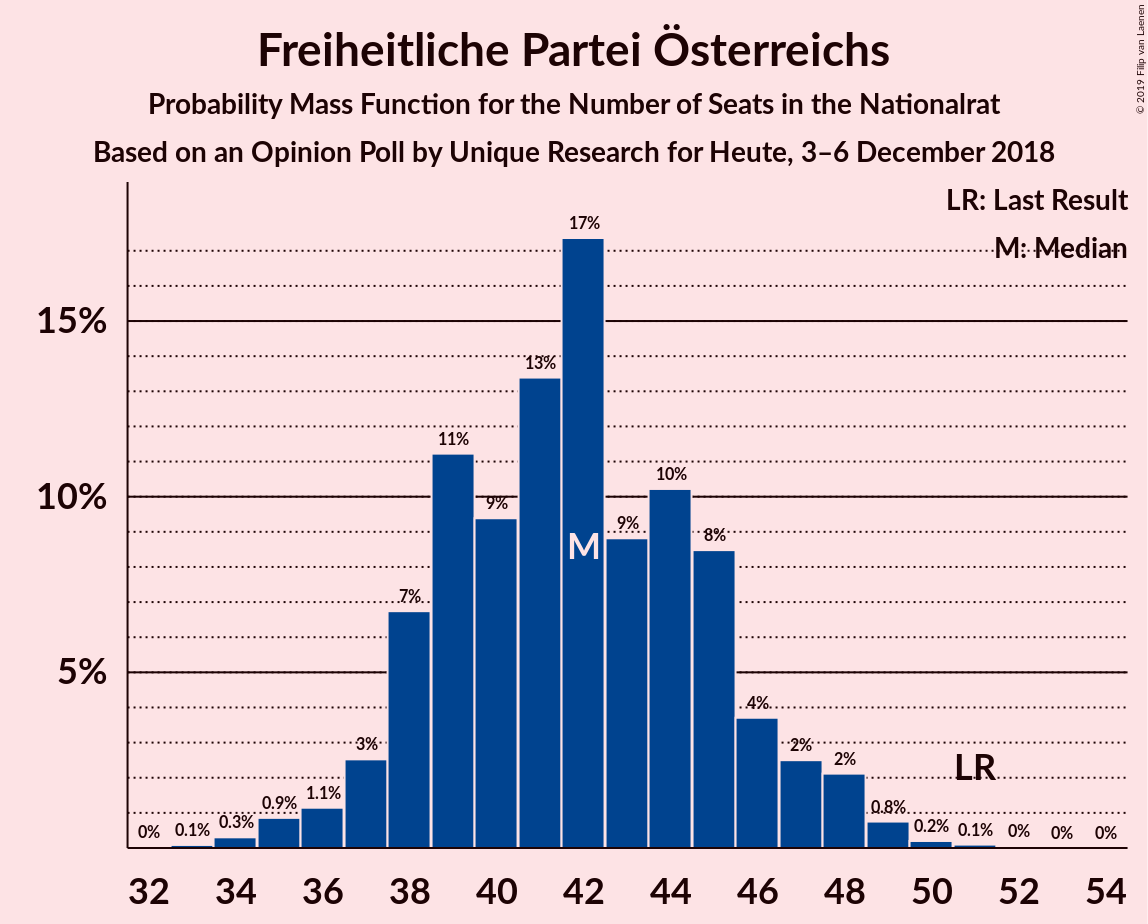 Freiheitliche Partei Österreichs
Probability Mass Function for the Number of Seats in the Nationalrat
Based on an Opinion Poll by Unique Research for Heute, 3–6 December 2018
© 2019 Filip van Laenen
LR: Last Result
M: Median
15%
10%
5%
0%
0.1%
0.3%
0.9%
1.1%
3%
7%
11%
9%
13%
17%
9%
10%
8%
4%
2%
2%
0.8%
0.2%
0.1%
0%
0%
0%
M
LR
32 34 36 38 40 42 44 46 48 50 52 54